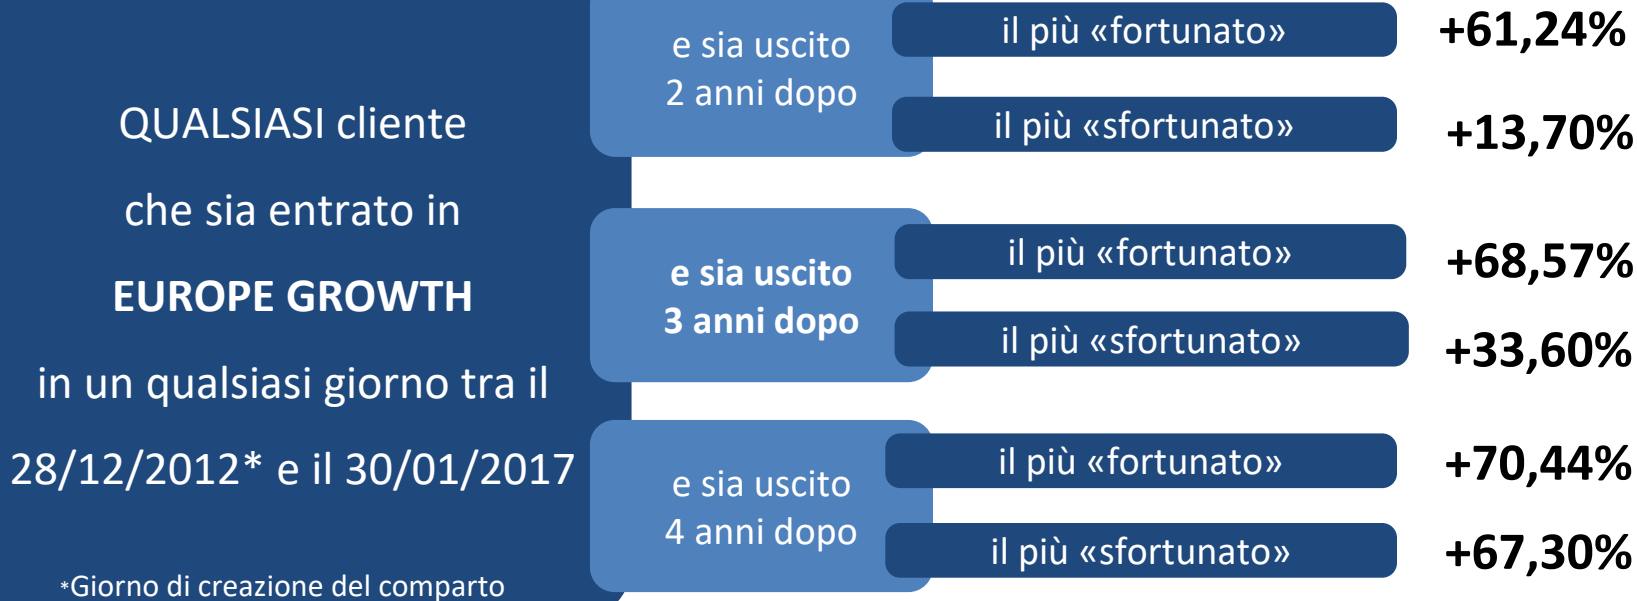 QUALSIASI cliente
che sia entrato in
EUROPE GROWTH
in un qualsiasi giorno tra il
28/12/2012* e il 30/01/2017
*Giorno di creazione del comparto
e sia uscito
2 anni dopo
il più «fortunato»
+61,24%
il più «sfortunato»
+13,70%
e sia uscito
3 anni dopo
il più «fortunato»
+68,57%
il più «sfortunato»
+33,60%
e sia uscito
4 anni dopo
il più «fortunato»
+70,44%
il più «sfortunato»
+67,30%